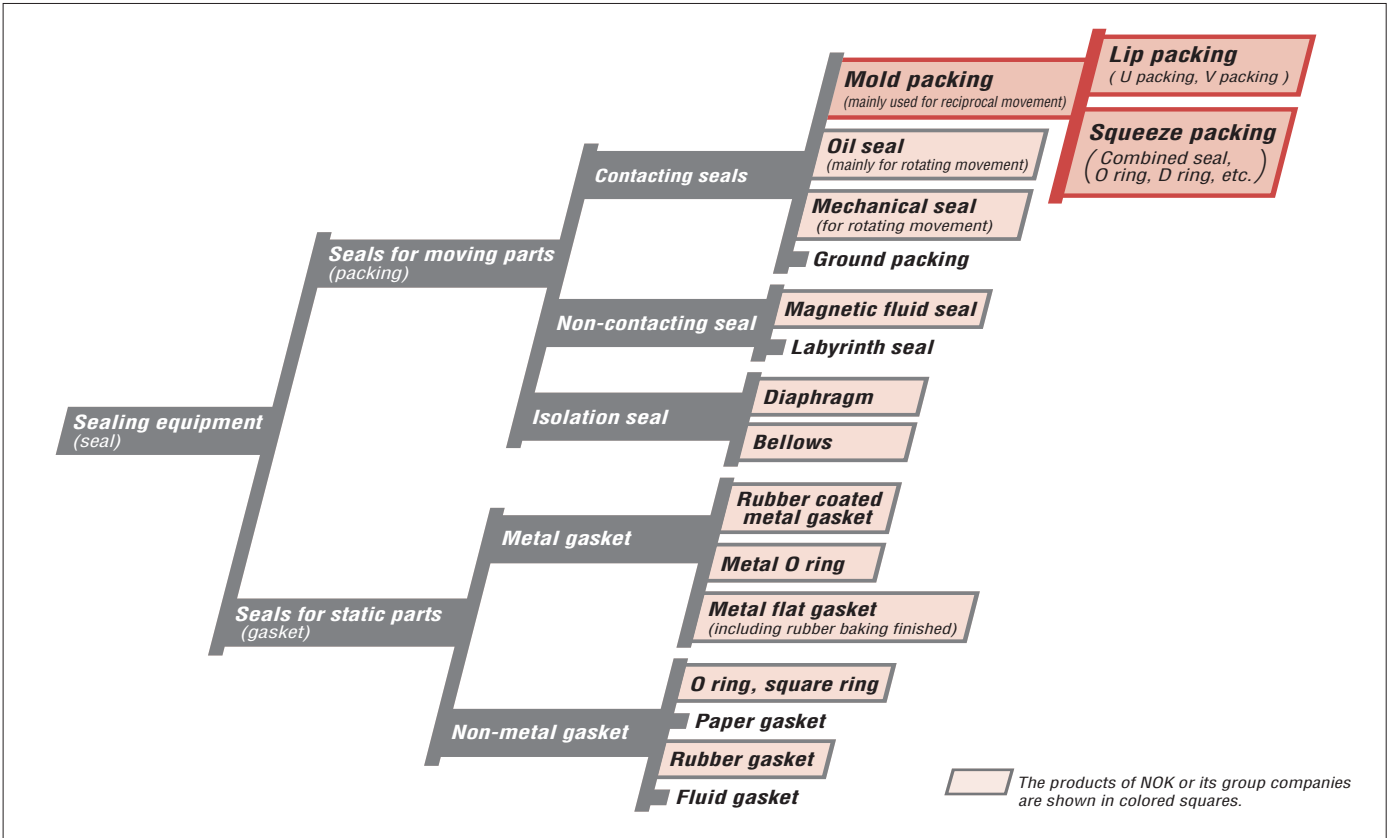 Lip packing
( U packing, V packing )
Mold packing
(mainly used for reciprocal movement)
Squeeze packing
(Combined seal,
O ring, D ring, etc.)
Oil seal
(mainly for rotating movement)
Contacting seals
Mechanical seal
(for rotating movement)
Ground packing
Seals for moving parts
(packing)
Magnetic fluid seal
Non-contacting seal
Labyrinth seal
Diaphragm
Isolation seal
Bellows
Sealing equipment
(seal)
Rubber coated
metal gasket
Metal gasket
Metal O ring
Metal flat gasket
(including rubber baking finished)
Seals for static parts
(gasket)
O ring, square ring
Paper gasket
Non-metal gasket
Rubber gasket
Fluid gasket
The products of NOK or its group companies
are shown in colored squares.